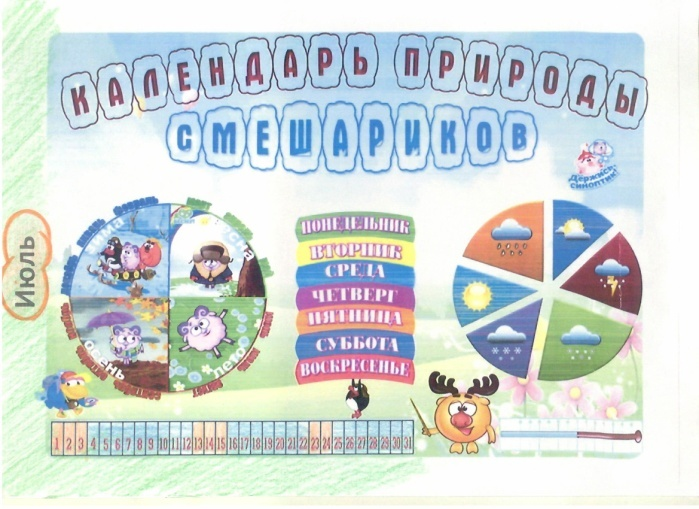 КАЛЕНДАРЬ ПРИРОДЫ
СМЕШАРИКОВ
Держись,
синоптик!
Июль
зима
весна
осень
лето
ПОНЕДЕЛЬНИК
ВТОРНИК
СРЕДА
ЧЕТВЕРГ
ПЯТНИЦА
СУББОТА
ВОСКРЕСЕНЬЕ
1 2 3 4 5 6 7 8 9 10 11 12 13 14 15 16 17 18 19 20 21 22 23 24 25 26 27 28 29 30 31